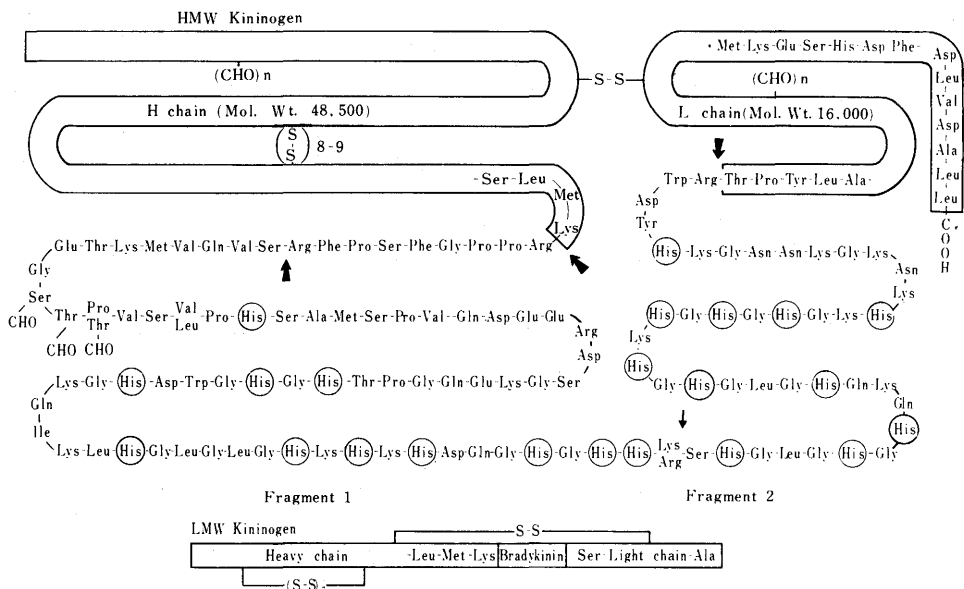 HMW Kininogen
· Met-Lys-Glu-Ser-His-Asp-Phe-
Asp
Leu
Val
Asp
Ala
Leu
Leu
C
O
O
H
(CHO)n
S-S
(CHO)n
H chain (Mol. Wt. 48,500)
L chain(Mol. Wt. 16,000)
(S
S) 8-9
-Ser-Leu
Met
Lys
Trp-Arg-Thr-Pro-Tyr-Leu-Ala-
Asp
Tyr
Glu-Thr-Lys-Met-Val-Gln-Val-Ser-Arg-Phe-Pro-Ser-Phe-Gly-Pro-Pro-Arg
Gly
Ser
CHO
His-Lys-Gly-Asn-Asn-Lys-Gly-Lys
Asn
Lys
Thr-Pro/Thr-Val-Ser-Val/Leu-Pro-His-Ser-Ala-Met-Ser-Pro-Val-Gln-Asp-Glu-Glu
CHO CHO
Arg
Asp
His-Gly-His-Gly-His-Gly-Lys-His
Lys
His
Lys-Gly-His-Asp-Trp-Gly-His-Gly-His-Thr-Pro-Gly-Gln-Glu-Lys-Gly-Ser
Gly-His-Gly-Leu-Gly-His-Gln-Lys
Gln
Ile
Gln
His
Lys-Leu-His-Gly-Leu-Gly-Leu-Gly-His-Lys-His-Lys-His-Asp-Gln-Gly-His-Gly-His-His-Lys/Arg-Ser-His-Gly-Leu-Gly-His-Gly
Fragment 1
Fragment 2
LMW Kininogen
S-S
Heavy chain
-Leu-Met-Lys
Bradykinin
Ser-Light chain-Ala
(S-S)